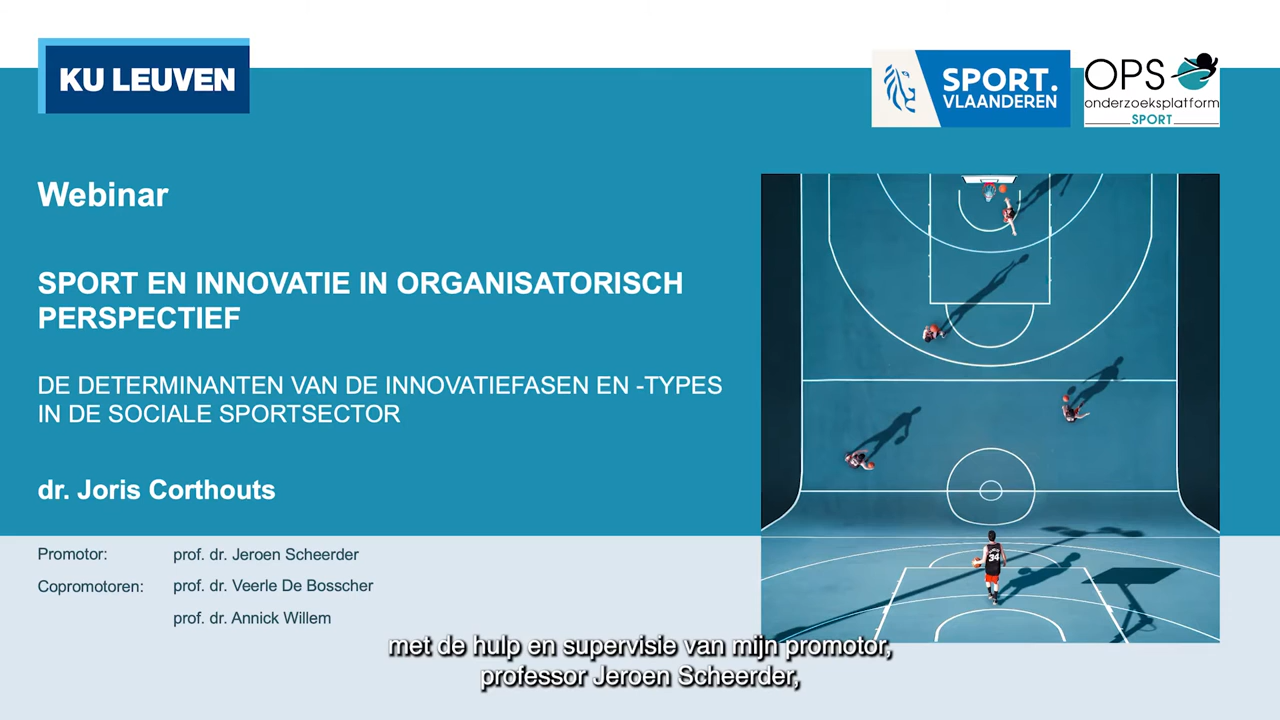 KU LEUVEN
SPORT.
VLAANDEREN
OPS
onderzoeksplatform
SPORT
Webinar
SPORT EN INNOVATIE IN ORGANISATORISCH
PERSPECTIEF
DE DETERMINANTEN VAN DE INNOVATIEFASEN EN -TYPES
IN DE SOCIALE SPORTSECTOR
dr. Joris Corthouts
Promotor: prof. dr. Jeroen Scheerder
Copromotoren: prof. dr. Veerle De Bosscher
prof. dr. Annick Willem
34
met de hulp en supervisie van mijn promotor,
professor Jeroen Scheerder,